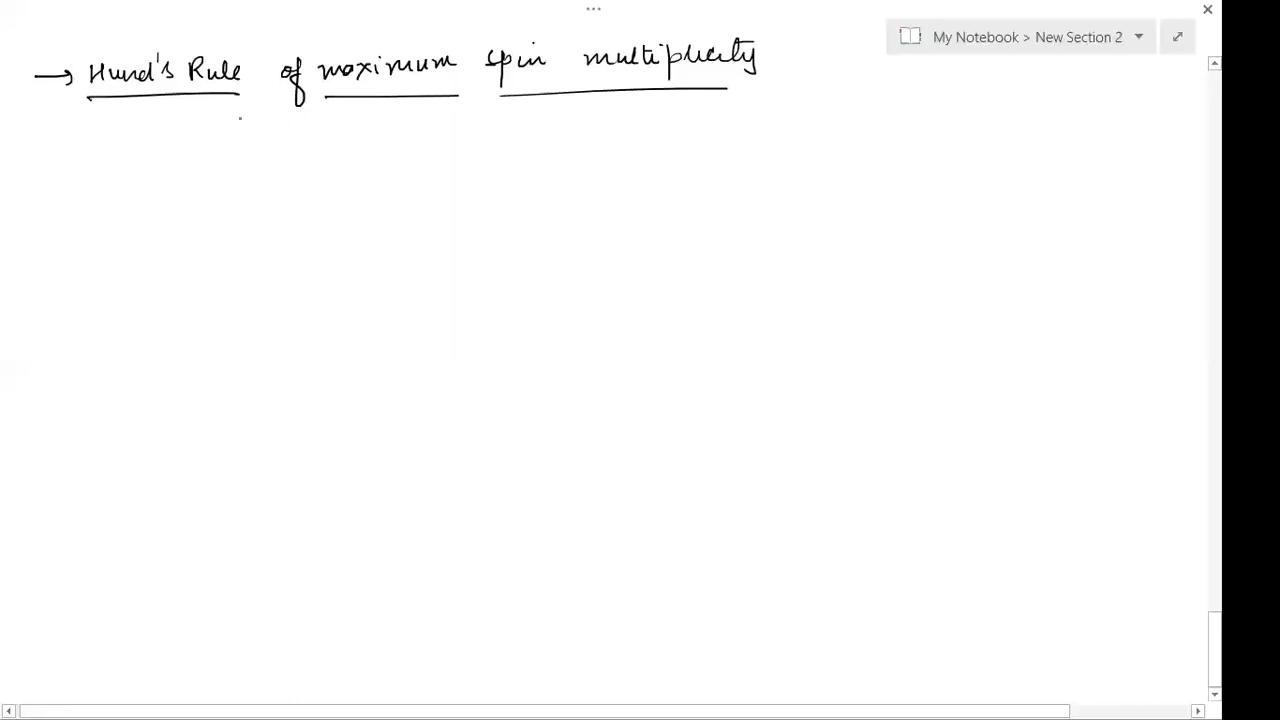 → Hund's Rule of maximum spin multiplicity
My Notebook > New Section 2